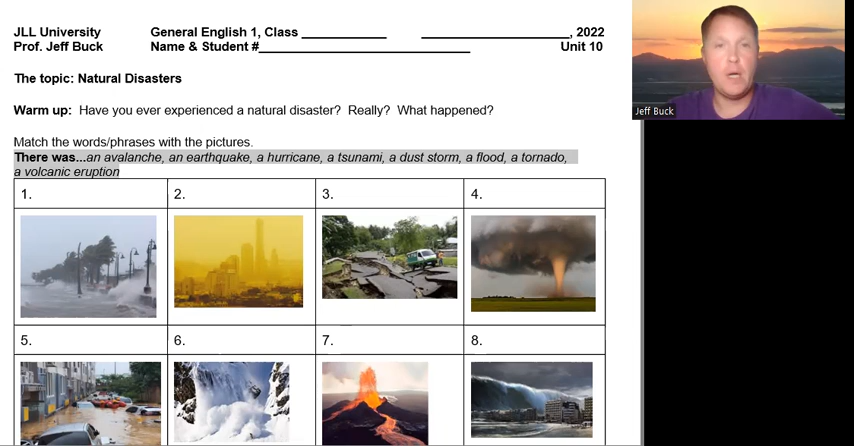 JLL University General English 1, Class ____________ _____________________, 2022
Prof. Jeff Buck Name & Student #______________________________ Unit 10
The topic: Natural Disasters
Warm up: Have you ever experienced a natural disaster? Really? What happened?
Match the words/phrases with the pictures.
There was...an avalanche, an earthquake, a hurricane, a tsunami, a dust storm, a flood, a tornado,
a volcanic eruption
1. 2. 3. 4.
5. 6. 7. 8.
Jeff Buck